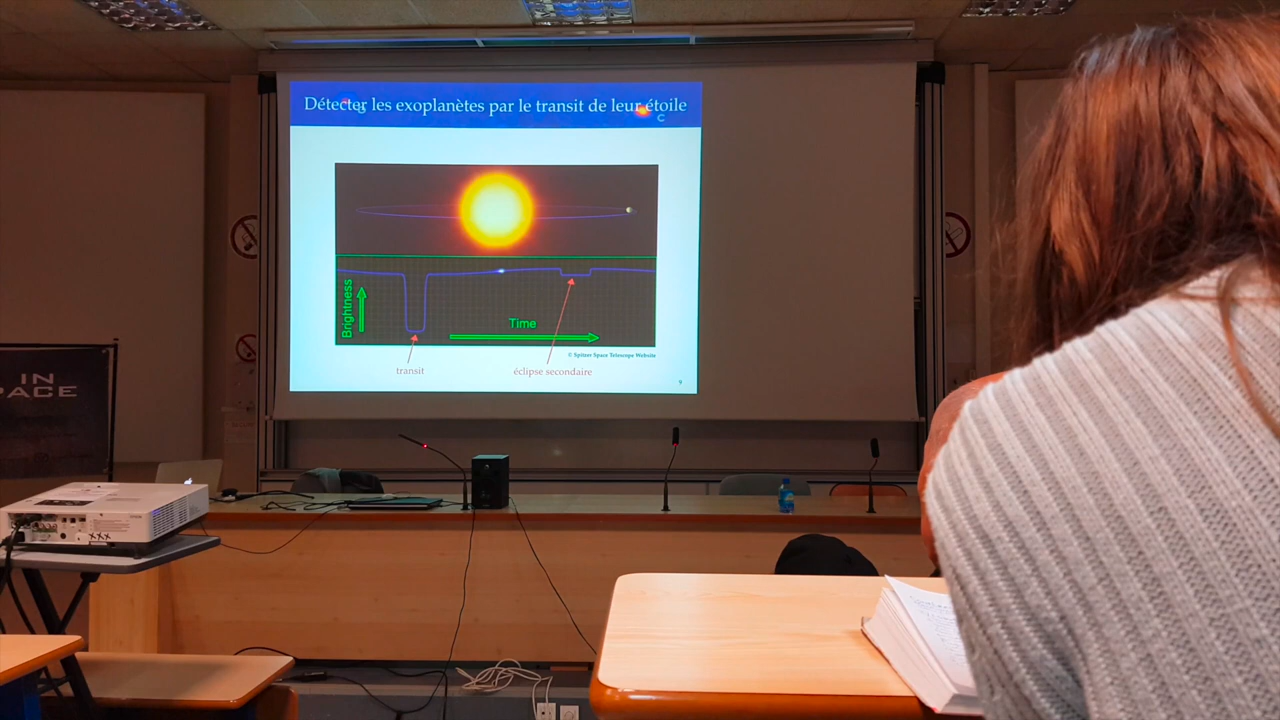 Détecter les exoplanètes par le transit de leur étoile
Brightness
Time
© Spitzer Space Telescope Website
transit
éclipse secondaire
9
IN
PACE